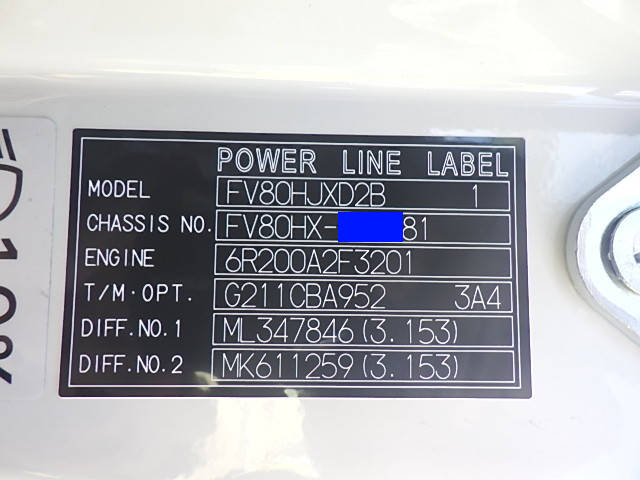 POWER LINE LABEL
MODEL FV80HJXD2B 1
CHASSIS NO. FV80HX- 81
ENGINE 6R200A2F3201
T/M·OPT. G211CBA952 3A4
DIFF.NO.1 ML347846(3.153)
DIFF.NO.2 MK611259(3.153)